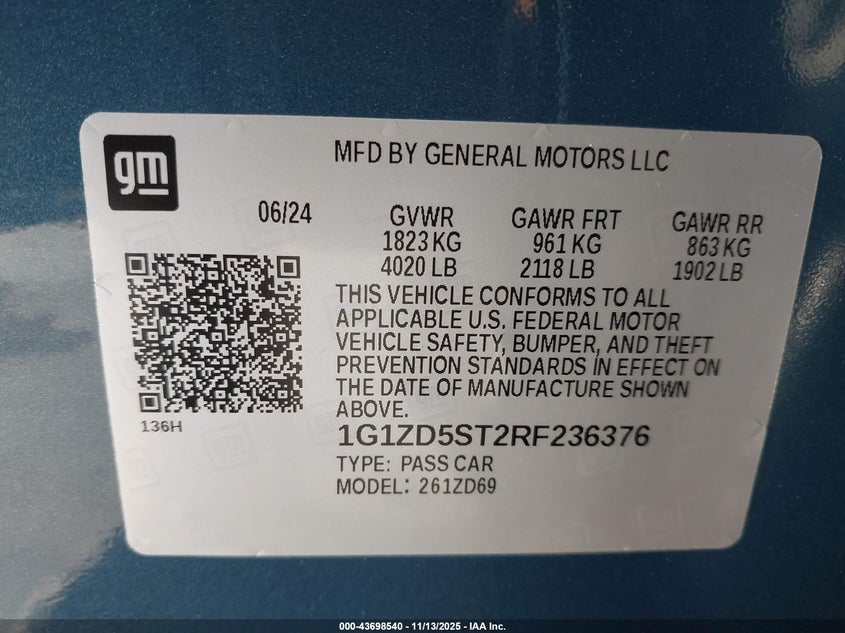 gm
MFD BY GENERAL MOTORS LLC
06/24
GVWR
1823 KG
4020 LB
GAWR FRT
961 KG
2118 LB
GAWR RR
863 KG
1902 LB
THIS VEHICLE CONFORMS TO ALL
APPLICABLE U.S. FEDERAL MOTOR
VEHICLE SAFETY, BUMPER, AND THEFT
PREVENTION STANDARDS IN EFFECT ON
THE DATE OF MANUFACTURE SHOWN
ABOVE.
136H
1G1ZD5ST2RF236376
TYPE: PASS CAR
MODEL: 261ZD69
000-43698540 - 11/13/2025 - IAA Inc.